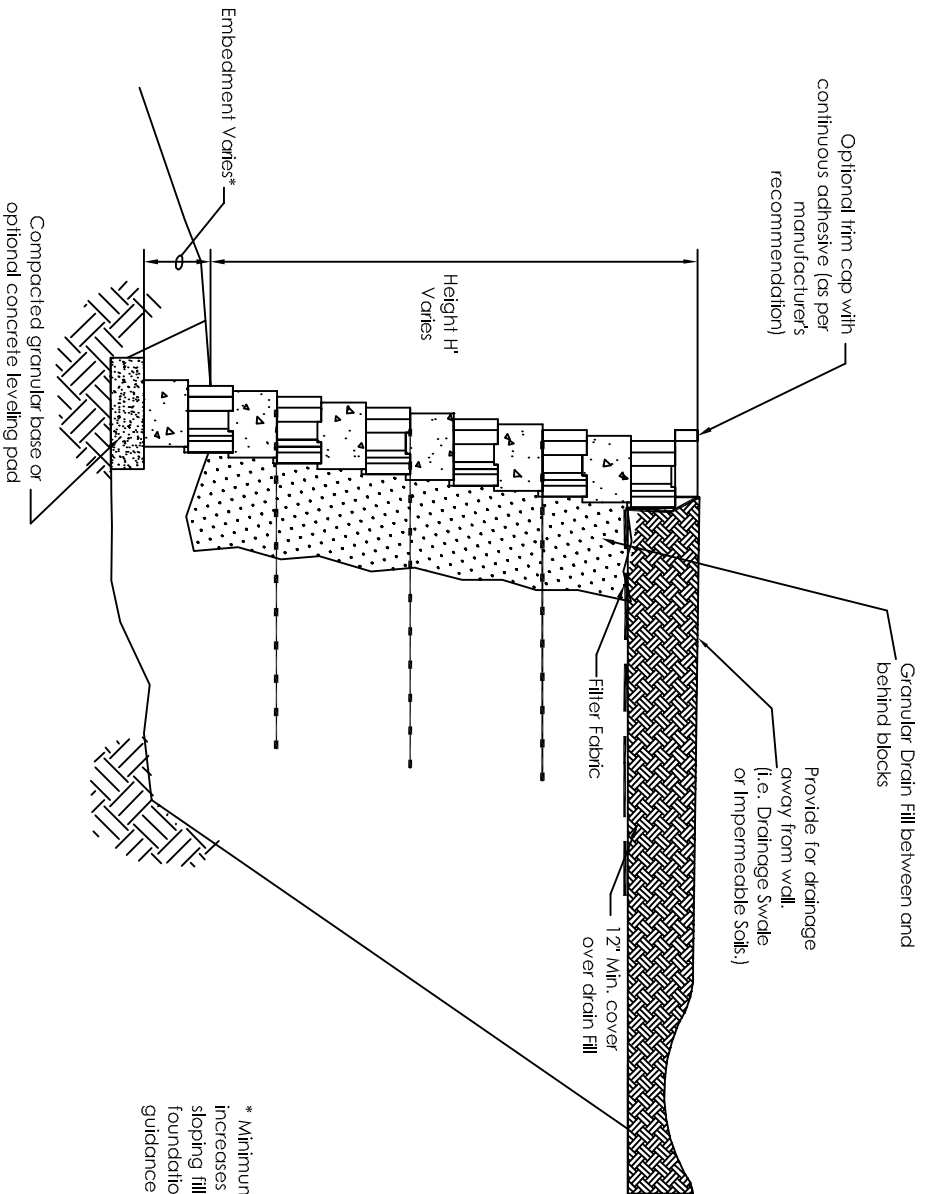 Optional trim cap with
continuous adhesive (as per
manufacturer's
recommendation)
Granular Drain Fill between and
behind blocks
Provide for drainage
away from wall.
(i.e. Drainage Swale
or Impermeable Soils.)
Height H'
Varies
Filter Fabric
12" Min. cover
over drain Fill
Embedment Varies*
Compacted granular base or
optional concrete leveling pad
* Minimum
increases
sloping fill
guidance